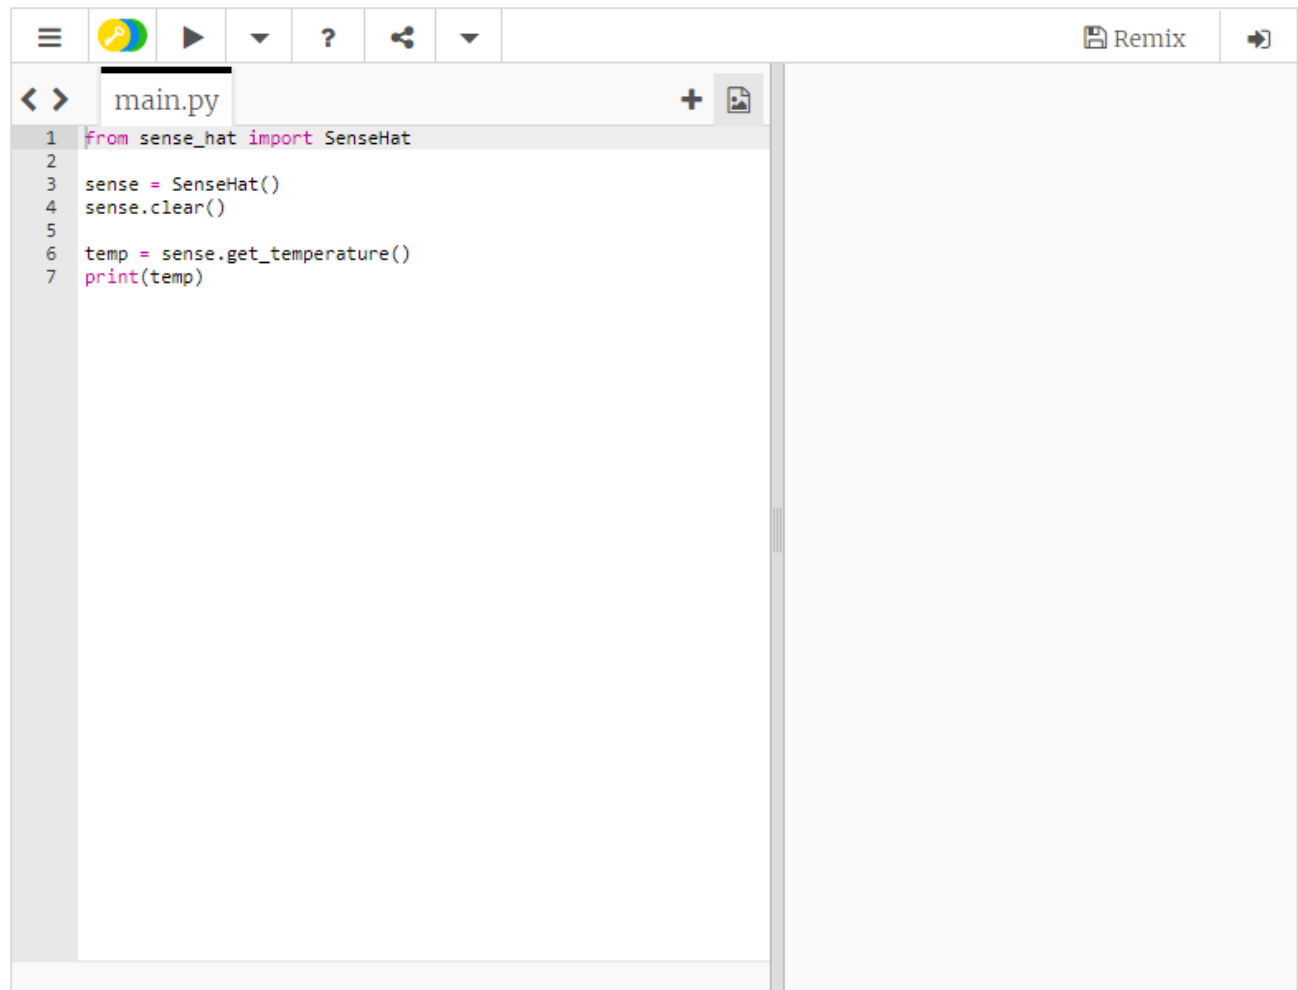 ? Remix
main.py
1 from sense_hat import SenseHat
2
3 sense = SenseHat()
4 sense.clear()
5
6 temp = sense.get_temperature()
7 print(temp)